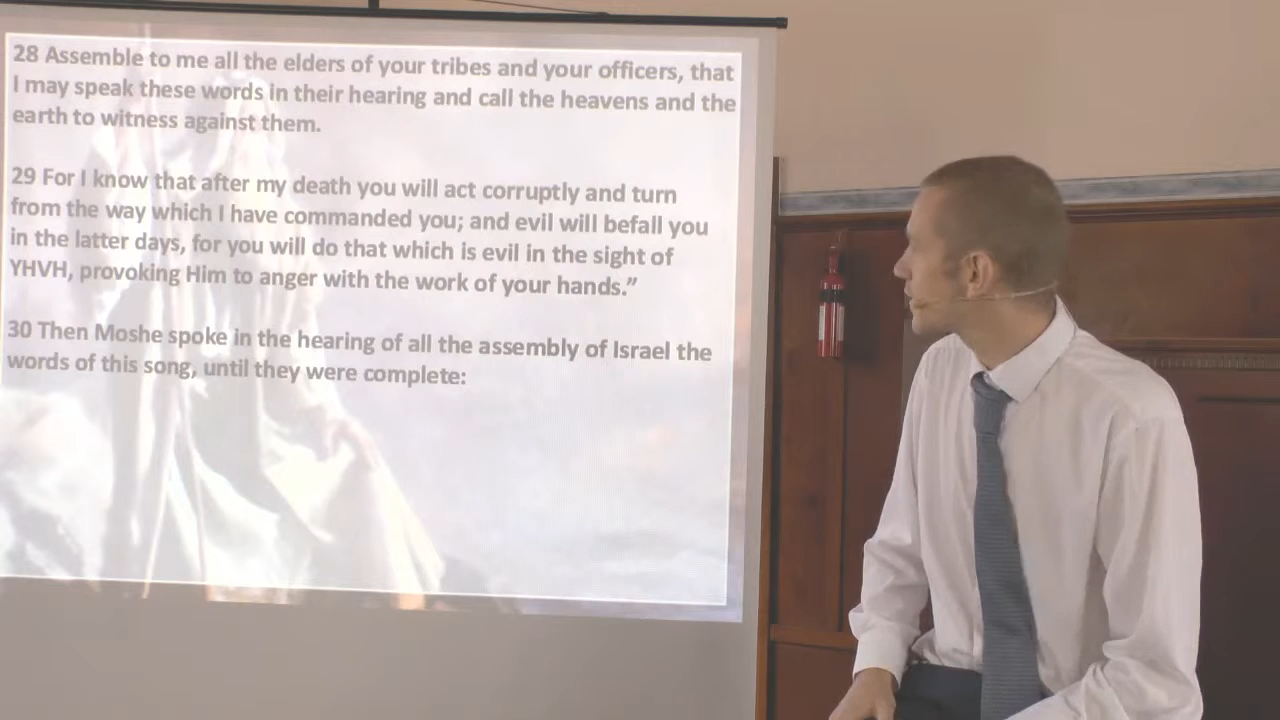 28 Assemble to me all the elders of your tribes and your officers, that
I may speak these words in their hearing and call the heavens and the
earth to witness against them.
29 For I know that after my death you will act corruptly and turn
from the way which I have commanded you; and evil will befall you
in the latter days, for you will do that which is evil in the sight of
YHVH, provoking Him to anger with the work of your hands.”
30 Then Moshe spoke in the hearing of all the assembly of Israel the
words of this song, until they were complete: